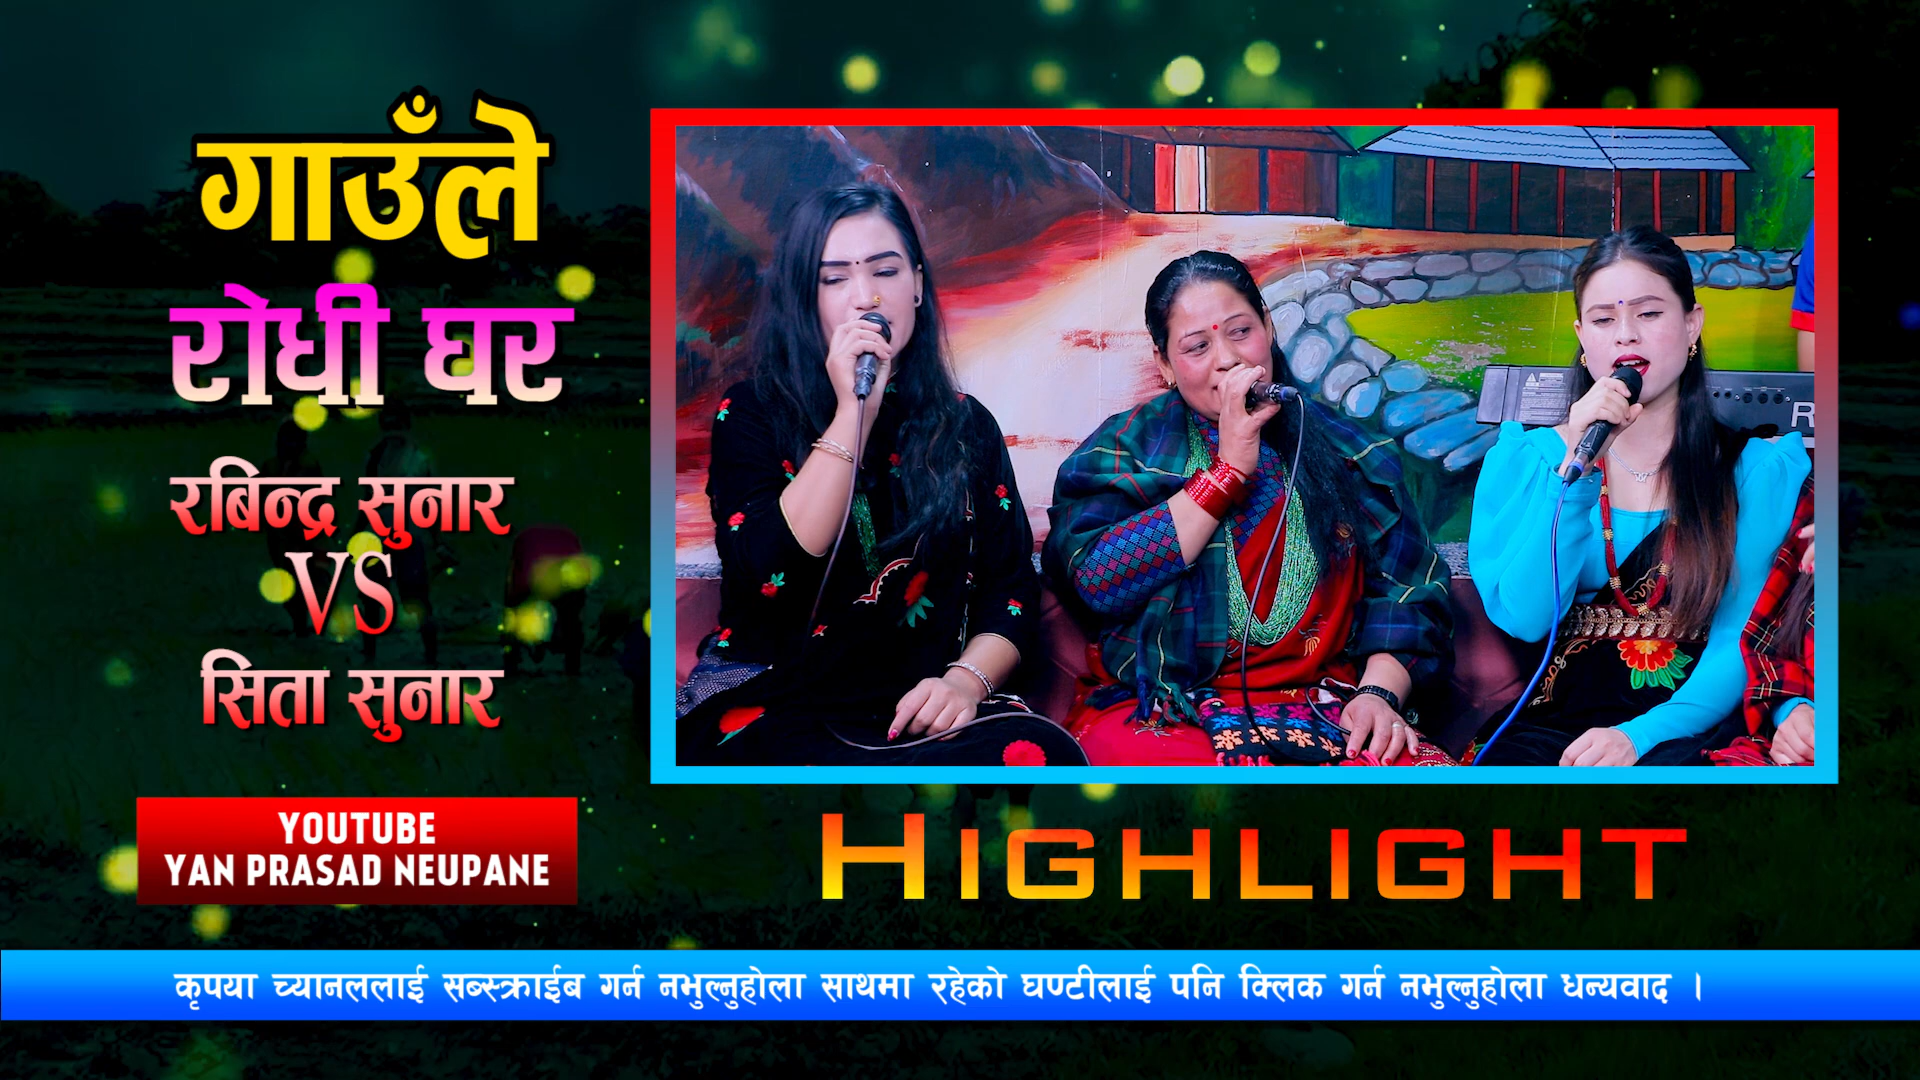 गाउँले
रोधी घर
रबिन्द्र सुनार
VS
सिता सुनार
YOUTUBE
YAN PRASAD NEUPANE
HIGHLIGHT
कृपया च्यानललाई सब्स्क्राईब गर्न नभुल्नुहोला साथमा रहेको घण्टीलाई पनि क्लिक गर्न नभुल्नुहोला धन्यवाद ।